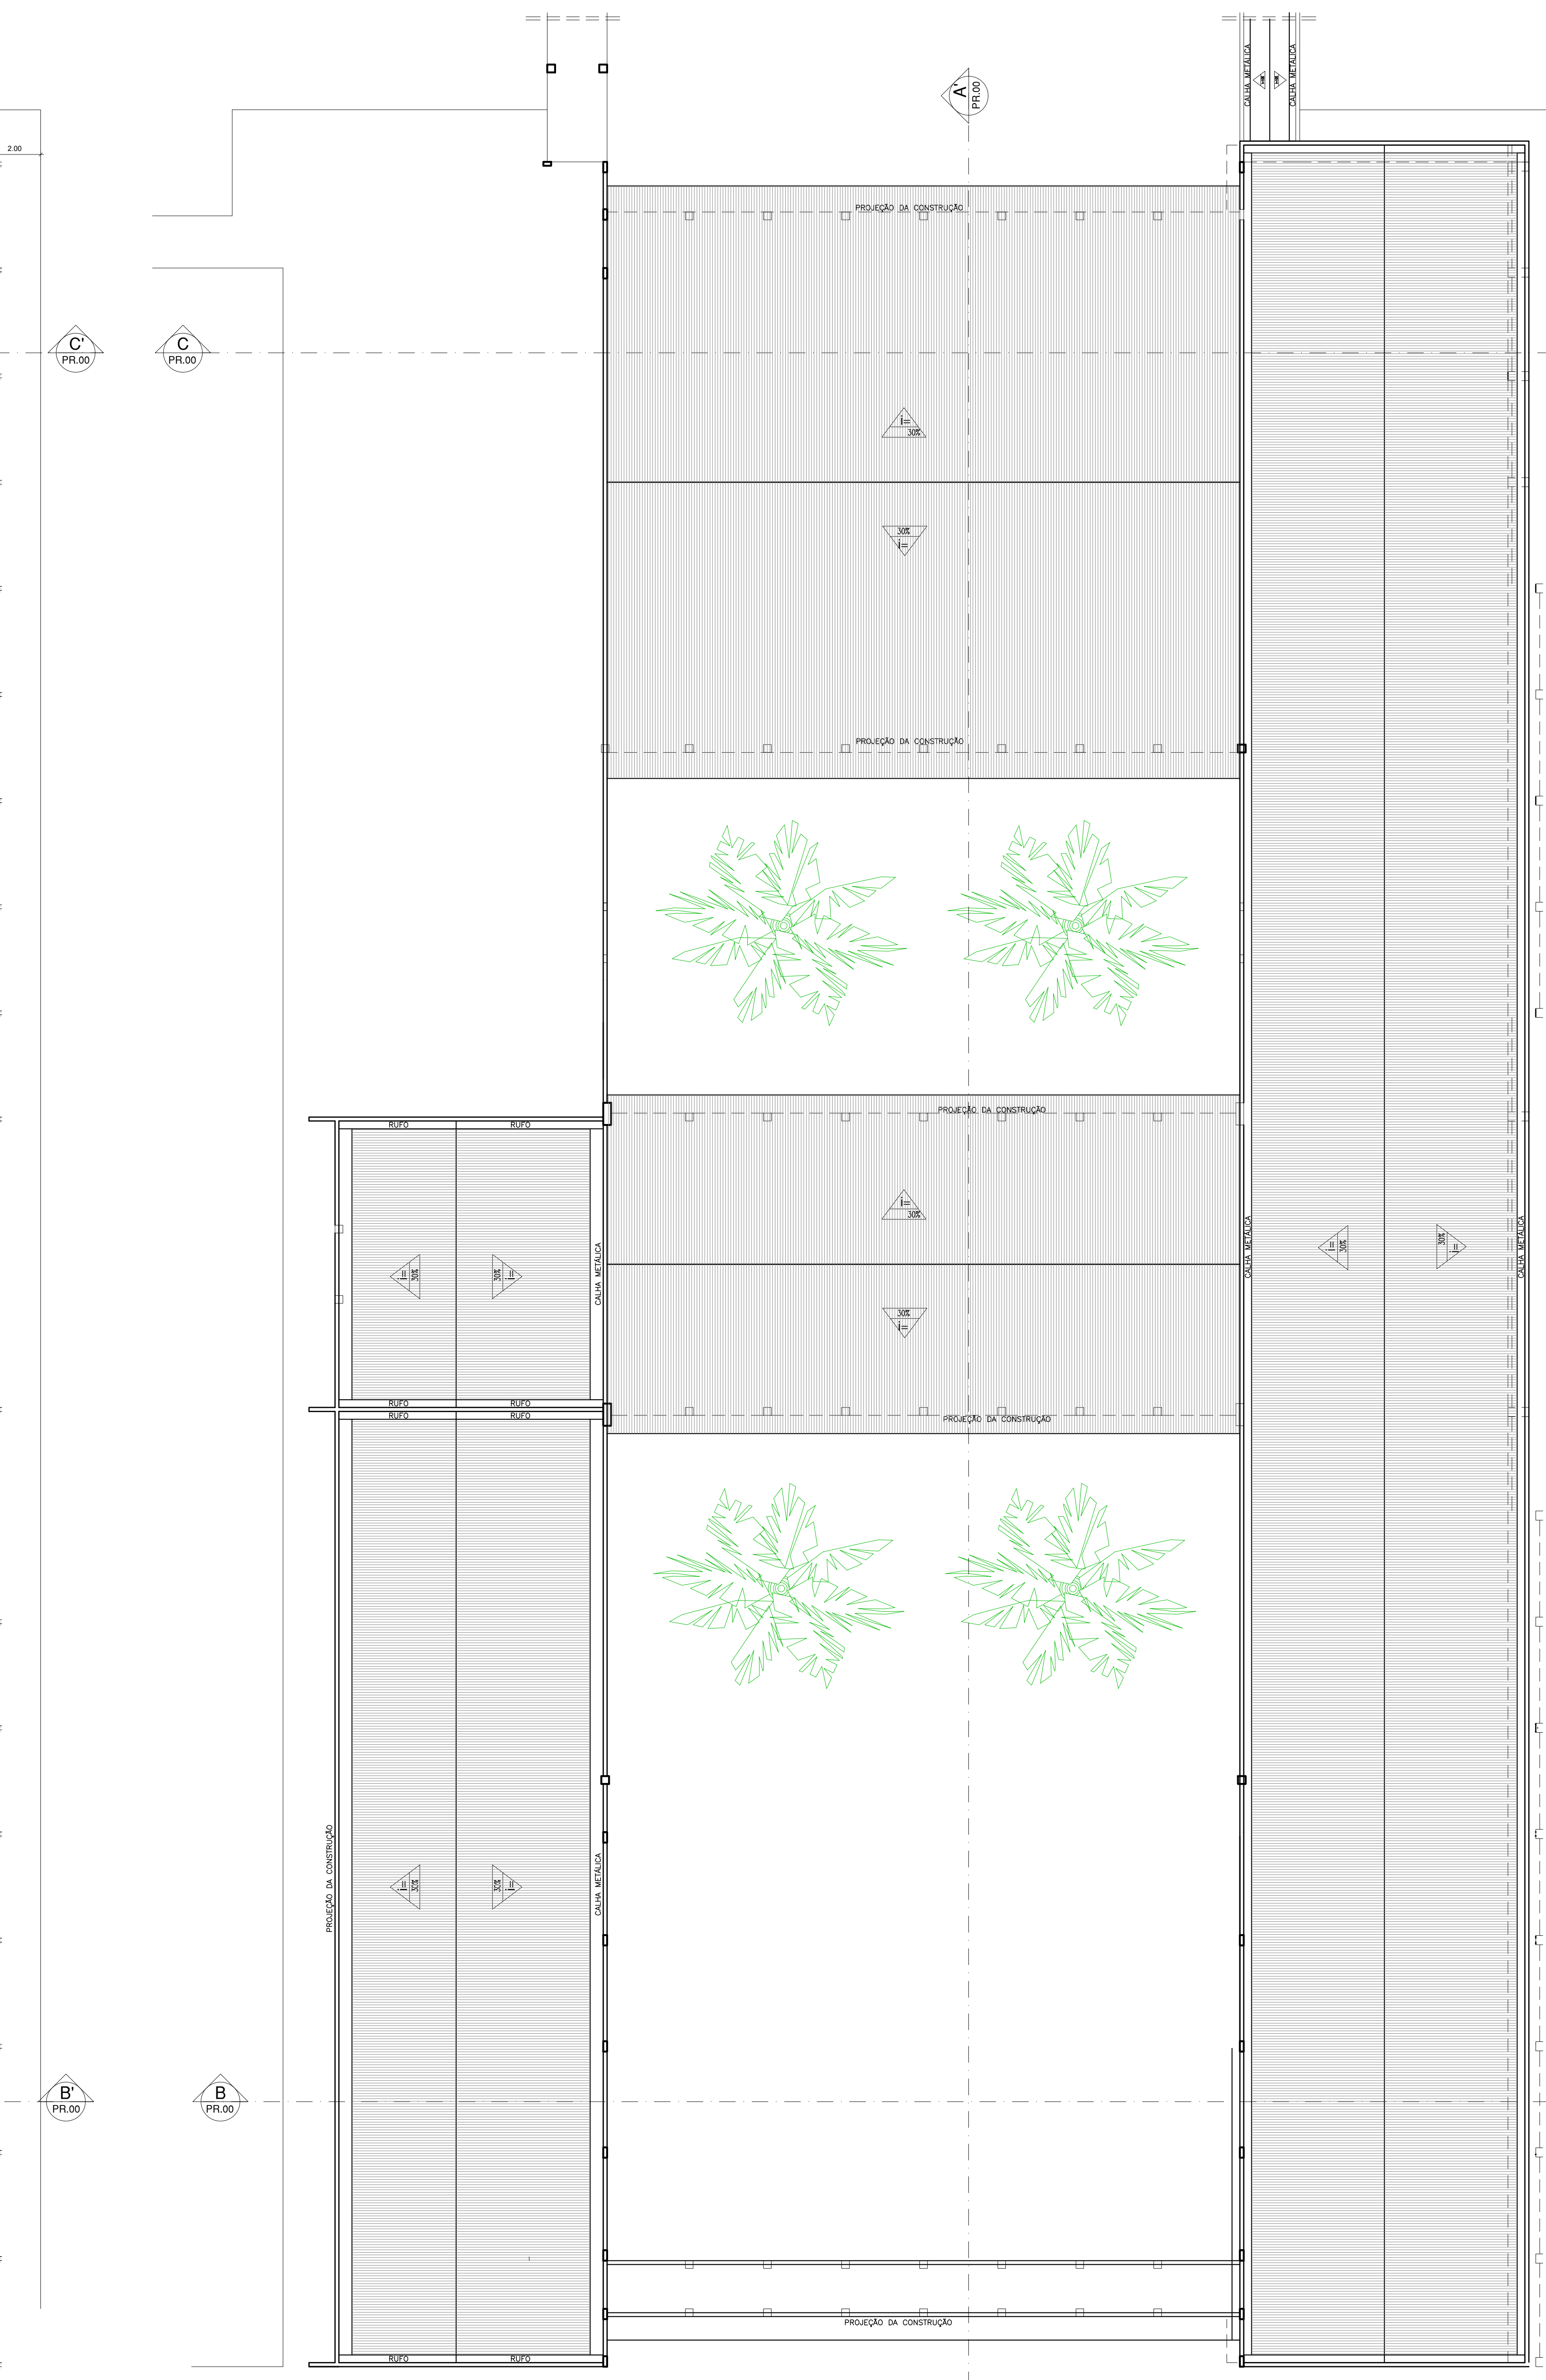 CALHA METÁLICA
CALHA METÁLICA
A'
PR.00
2.00
PROJEÇÃO DA CONSTRUÇÃO
C'
PR.00
C
PR.00
i=
30%
30%
i=
PROJEÇÃO DA CONSTRUÇÃO
PROJEÇÃO DA CONSTRUÇÃO
RUFO
RUFO
i=
30%
CALHA METÁLICA
CALHA METÁLICA
i=
30%
30%
i=
CALHA METÁLICA
i=
30%
30%
i=
30%
i=
RUFO
RUFO
RUFO
RUFO
PROJEÇÃO DA CONSTRUÇÃO
PROJEÇÃO DA CONSTRUÇÃO
i=
30%
30%
i=
CALHA METÁLICA
B'
PR.00
B
PR.00
PROJEÇÃO DA CONSTRUÇÃO
RUFO
RUFO